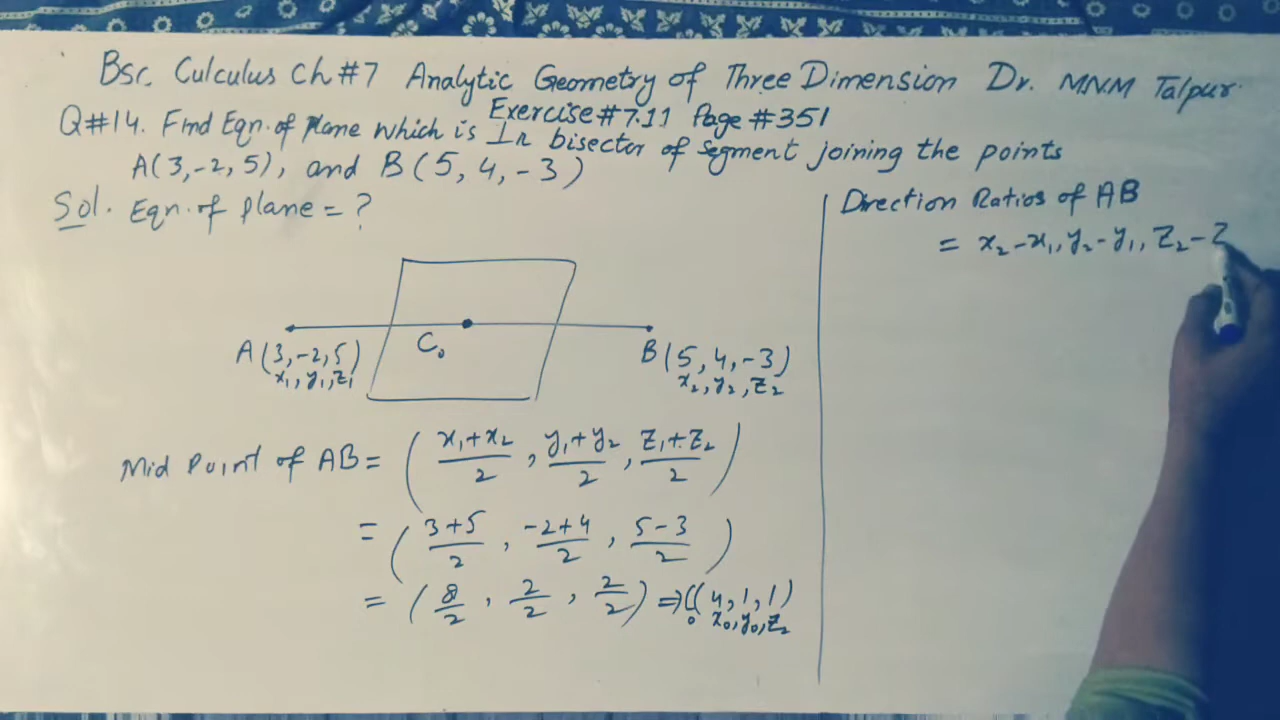 Bsc. Culculus Ch#7 Analytic Geometry of Three Dimension Dr. MNM Talpur
Exercise#7.11 Page#351
Q#14. Find Eqn. of plane which is ⊥r bisector of segment joining the points
A(3,-2,5), and B(5,4,-3)
Sol. Eqn. of plane = ?
A(3,-2,5)
x₁,y₁,z₁
C₀
B(5,4,-3)
x₂,y₂,z₂
Mid Point of AB = ( (x₁+x₂)/2 , (y₁+y₂)/2 , (z₁+z₂)/2 )
= ( (3+5)/2 , (-2+4)/2 , (5-3)/2 )
= ( 8/2 , 2/2 , 2/2 ) ⇒ C₀(4,1,1)
x₀,y₀,z₂
Direction Ratios of AB
= x₂-x₁, y₂-y₁, z₂-z